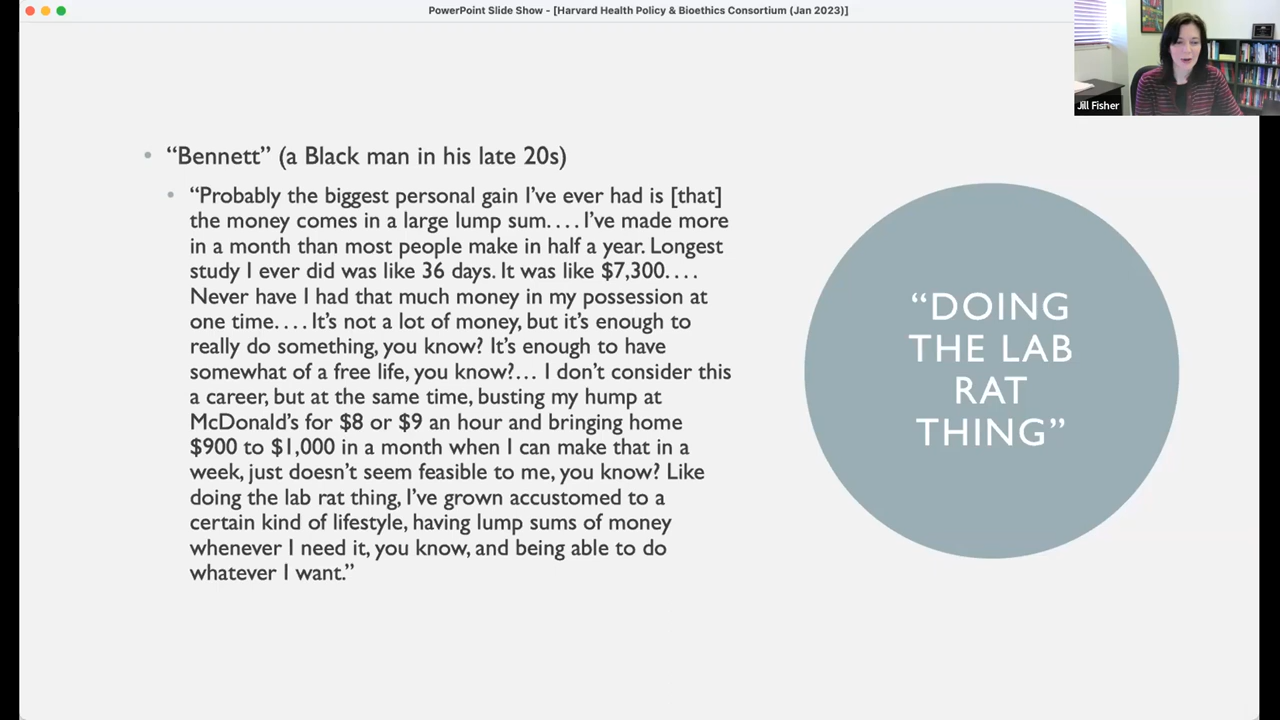 PowerPoint Slide Show - [Harvard Health Policy & Bioethics Consortium (Jan 2025)]
Jill Fisher
• “Bennett” (a Black man in his late 20s)
• “Probably the biggest personal gain I’ve ever had is [that]
the money comes in a large lump sum. . . . I’ve made more
in a month than most people make in half a year. Longest
study I ever did was like 36 days. It was like $7,300. . . .
Never have I had that much money in my possession at
one time. . . . It’s not a lot of money, but it’s enough to
really do something, you know? It’s enough to have
somewhat of a free life, you know?… I don’t consider this
a career, but at the same time, busting my hump at
McDonald’s for $8 or $9 an hour and bringing home
$900 to $1,000 in a month when I can make that in a
week, just doesn’t seem feasible to me, you know? Like
doing the lab rat thing, I’ve grown accustomed to a
certain kind of lifestyle, having lump sums of money
whenever I need it, you know, and being able to do
whatever I want.”
“DOING
THE LAB
RAT
THING”